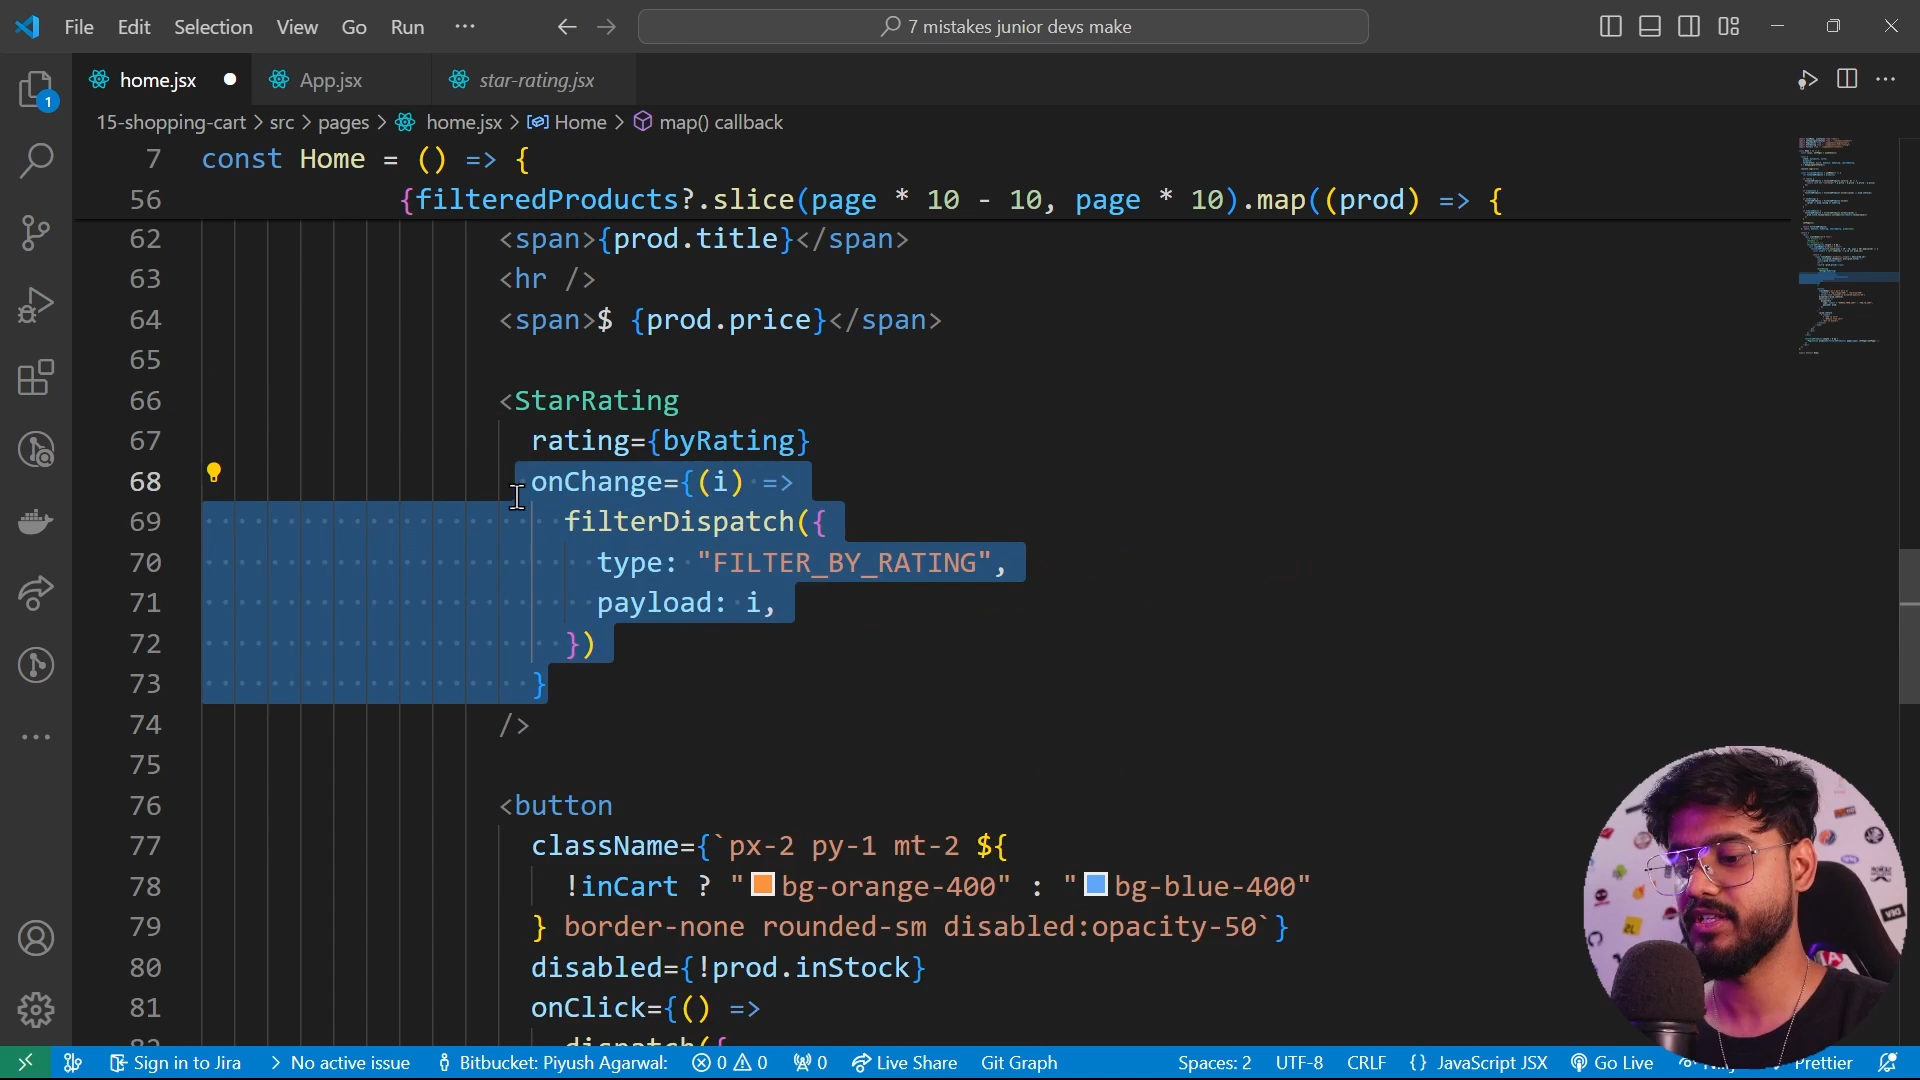 File Edit Selection View Go Run ...
7 mistakes junior devs make
home.jsx App.jsx star-rating.jsx
15-shopping-cart > src > pages > home.jsx > Home > map() callback
1
7 const Home = () => {
56 {filteredProducts?.slice(page * 10 - 10, page * 10).map((prod) => {
62 <span>{prod.title}</span>
63 <hr />
64 <span>$ {prod.price}</span>
65
66 <StarRating
67 rating={byRating}
68 onChange={(i) =>
69 filterDispatch({
70 type: "FILTER_BY_RATING",
71 payload: i,
72 })
73 }
74 />
75
76 <button
77 className={`px-2 py-1 mt-2 ${
78 !inCart ? "bg-orange-400" : "bg-blue-400"
79 } border-none rounded-sm disabled:opacity-50`}
80 disabled={!prod.inStock}
81 onClick={() =>
82 dispatch({
Sign in to Jira > No active issue Bitbucket: Piyush Agarwal: 0 0 0 Live Share Git Graph Spaces: 2 UTF-8 CRLF {} JavaScript JSX Go Live Prettier